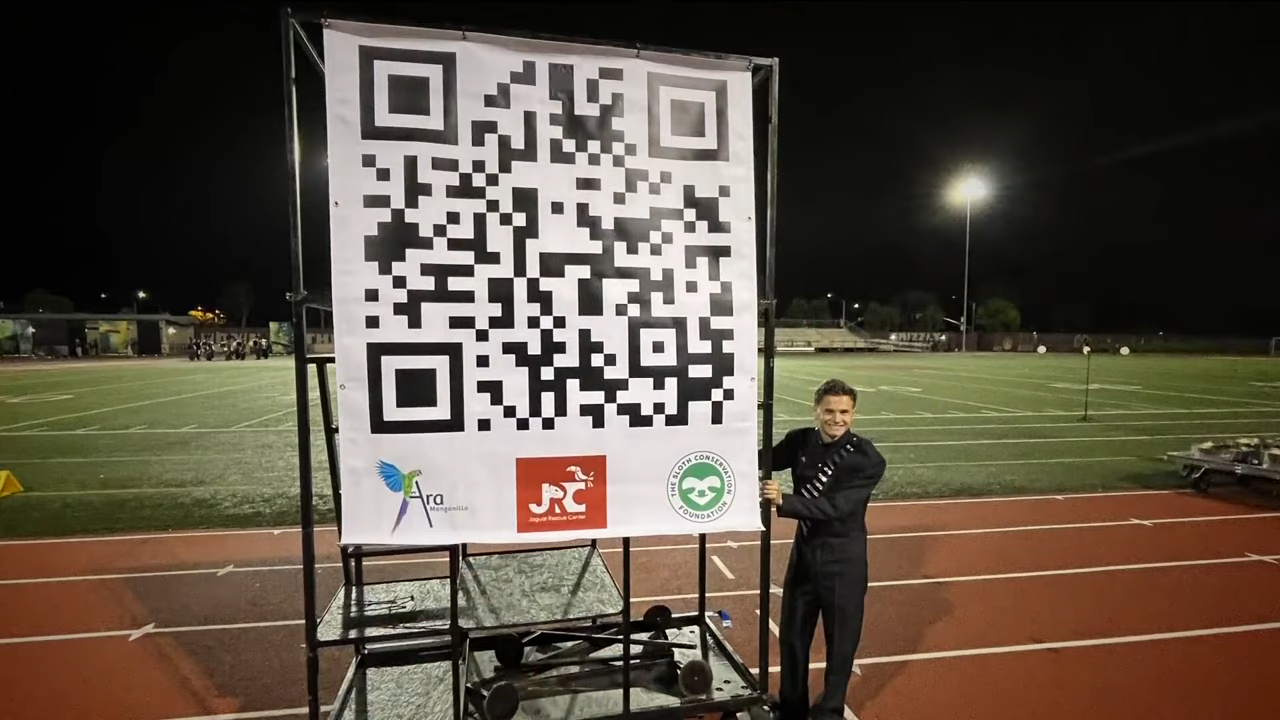 Ara
Manzanillo
JRC
Jaguar Rescue Center
THE SLOTH CONSERVATION
FOUNDATION